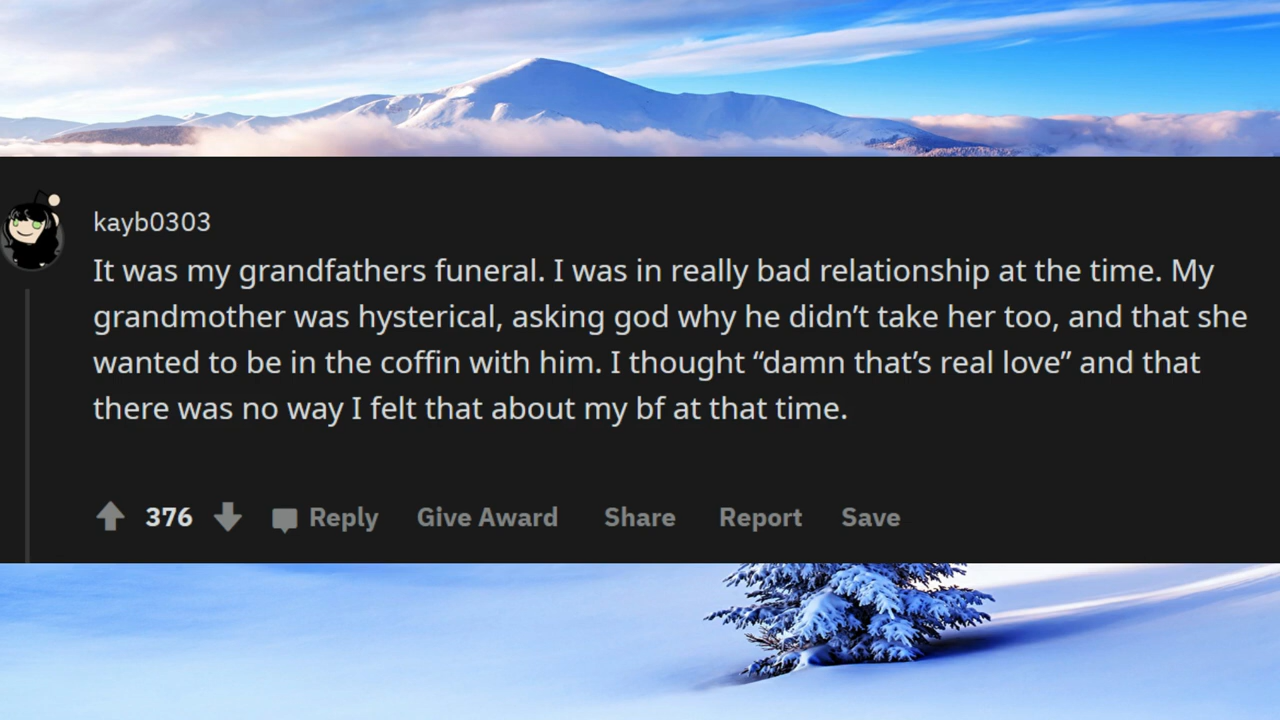 kayb0303
It was my grandfathers funeral. I was in really bad relationship at the time. My
grandmother was hysterical, asking god why he didn’t take her too, and that she
wanted to be in the coffin with him. I thought “damn that’s real love” and that
there was no way I felt that about my bf at that time.
376 Reply Give Award Share Report Save